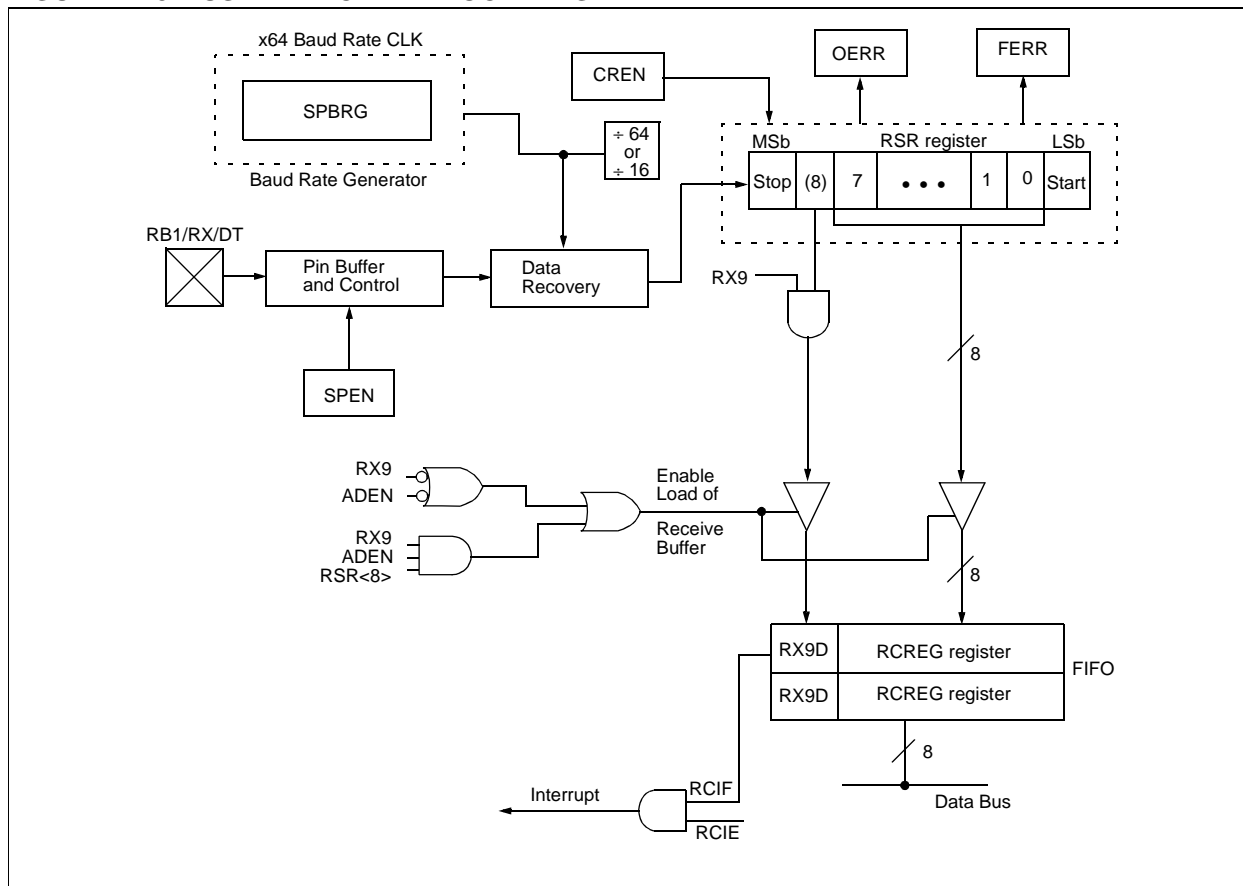 x64 Baud Rate CLK
SPBRG
Baud Rate Generator
CREN
OERR
FERR
÷ 64
or
÷ 16
MSb
RSR register
LSb
Stop
(8)
7
• • •
1
0
Start
RB1/RX/DT
Pin Buffer
and Control
Data
Recovery
RX9
8
SPEN
RX9
ADEN
RX9
ADEN
RSR<8>
Enable
Load of
Receive
Buffer
8
RX9D
RCREG register
RX9D
RCREG register
FIFO
8
Data Bus
Interrupt
RCIF
RCIE